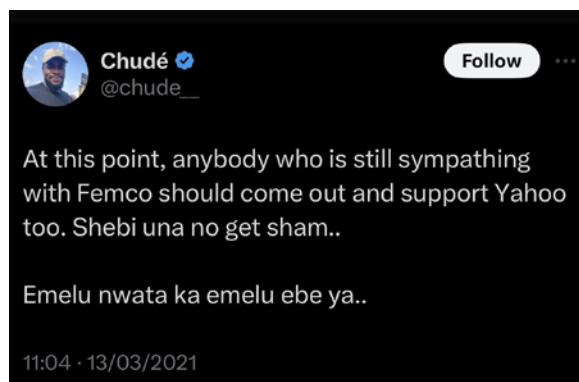 Chudé
Follow
@chude__
At this point, anybody who is still sympathing
with Femco should come out and support Yahoo
too. Shebi una no get sham..
Emelu nwata ka emelu ebe ya..
11:04 · 13/03/2021